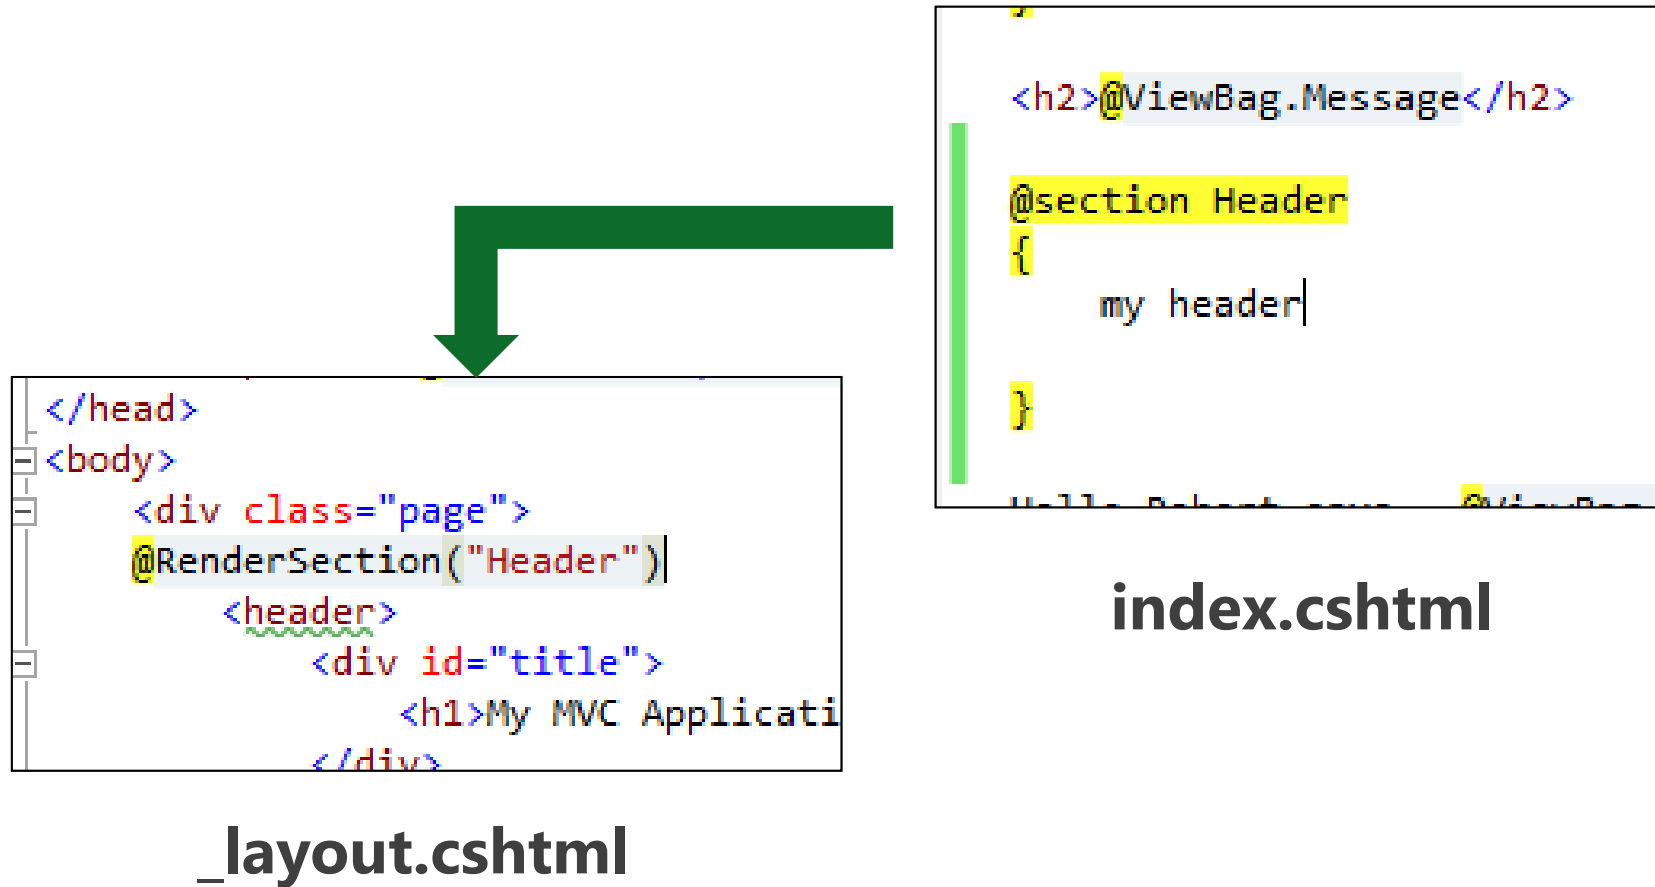 <h2>@ViewBag.Message</h2>
@section Header
{
my header
}
index.cshtml
</head>
<body>
<div class="page">
@RenderSection("Header")
<header>
<div id="title">
<h1>My MVC Applicati
</div>
_layout.cshtml